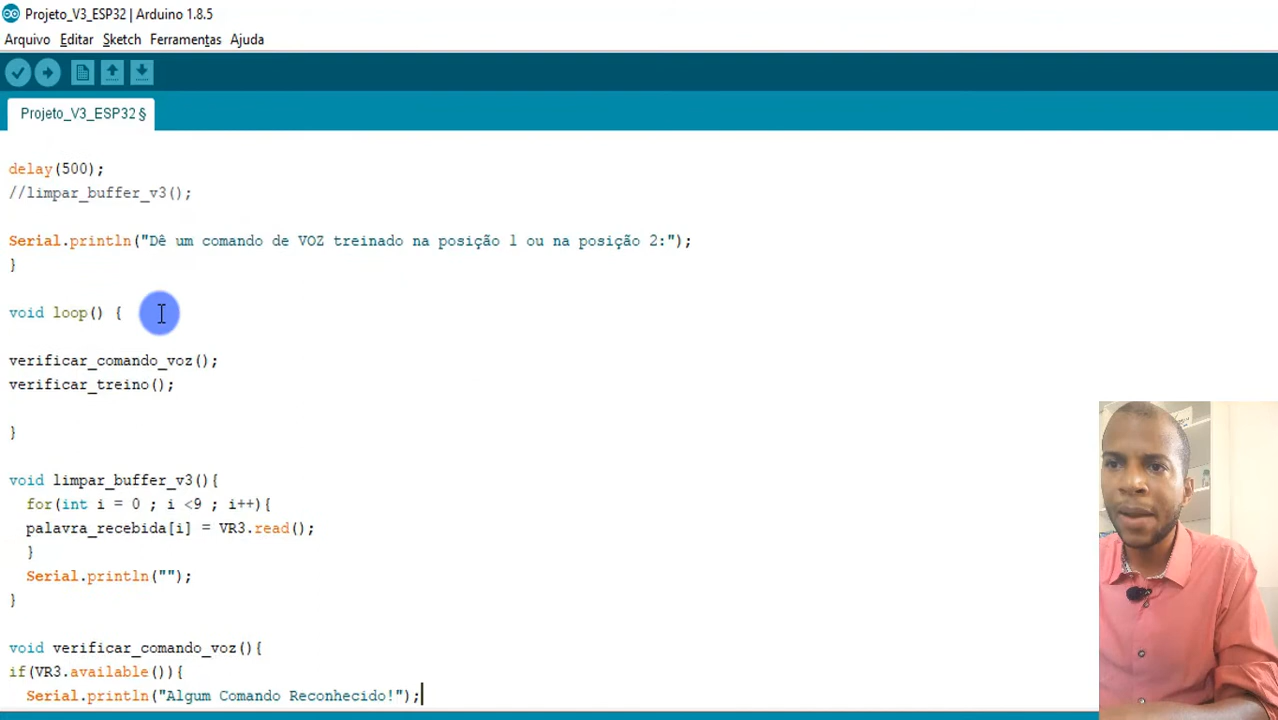 Projeto_V3_ESP32 | Arduino 1.8.5
Arquivo Editar Sketch Ferramentas Ajuda
Projeto_V3_ESP32 §
delay(500);
//limpar_buffer_v3();
Serial.println("Dê um comando de VOZ treinado na posição 1 ou na posição 2:");
}
void loop() {
verificar_comando_voz();
verificar_treino();
}
void limpar_buffer_v3(){
for(int i = 0 ; i <9 ; i++){
palavra_recebida[i] = VR3.read();
}
Serial.println("");
}
void verificar_comando_voz(){
if(VR3.available()){
Serial.println("Algum Comando Reconhecido!");